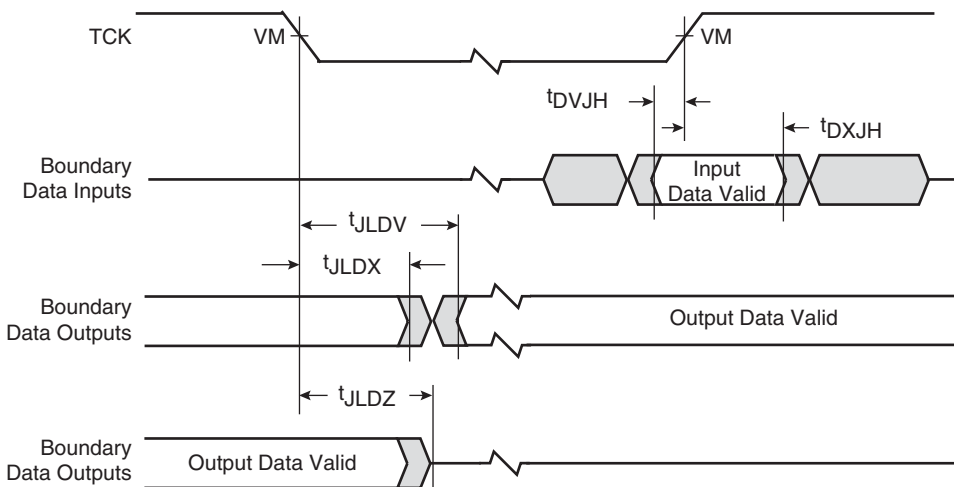 TCK
VM
VM
tDVJH
tDXJH
Boundary
Data Inputs
Input
Data Valid
tJLDV
tJLDX
Boundary
Data Outputs
Output Data Valid
tJLDZ
Boundary
Data Outputs
Output Data Valid